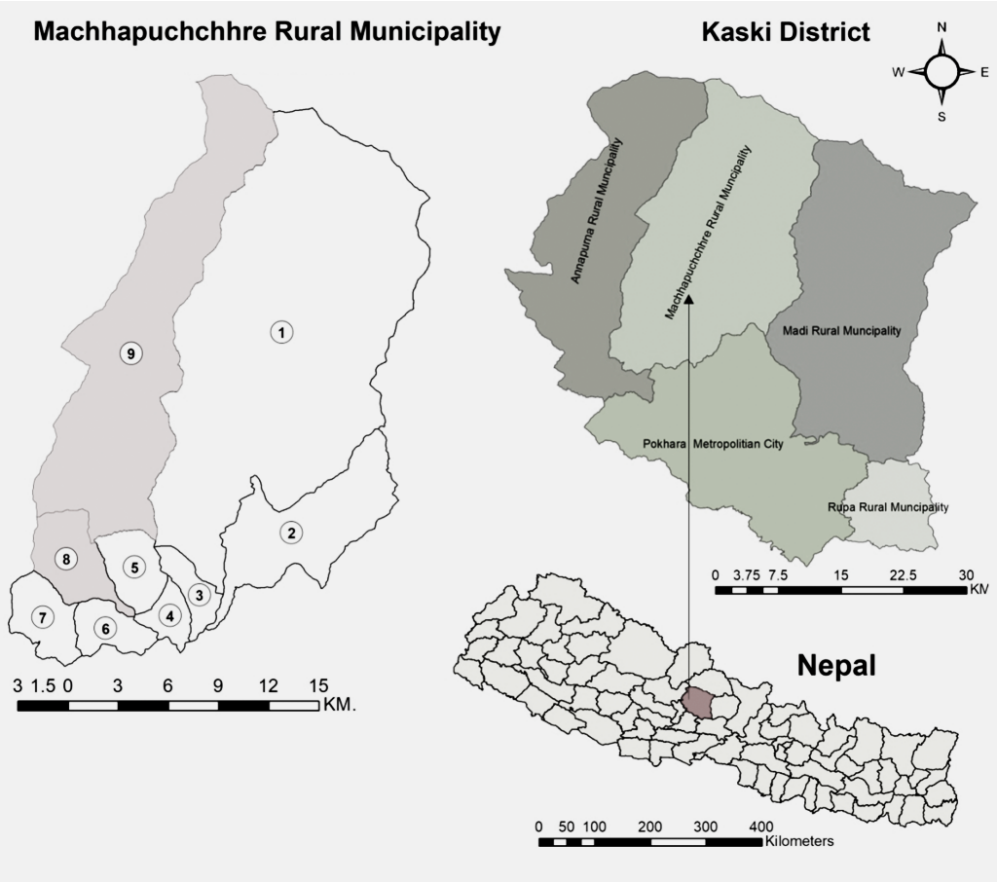 Machhapuchchhre Rural Municipality
Kaski District
N
W
E
S
Annapurna Rural Muncipality
Machhapuchchhre Rural Muncipality
Madi Rural Muncipality
Pokhara Metropolitian City
Rupa Rural Muncipality
1
9
2
8
5
3
7
6
4
0 3.75 7.5 15 22.5 30
KM
3 1.5 0 3 6 9 12 15
KM.
Nepal
0 50 100 200 300 400
Kilometers